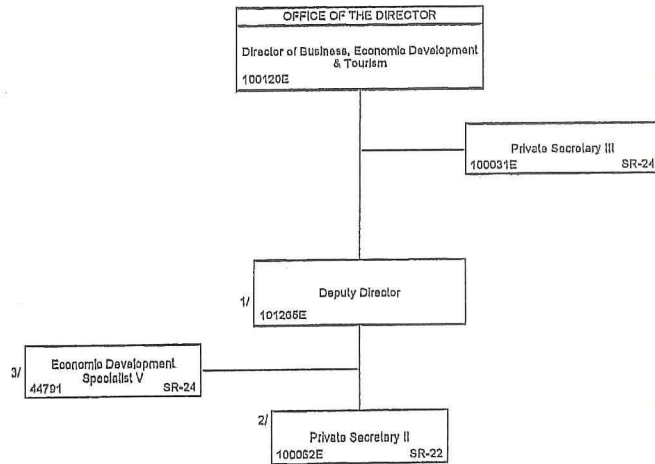 OFFICE OF THE DIRECTOR
Director of Business, Economic Development
& Tourism
100120E
Private Secretary III
100031E SR-24
1/
Deputy Director
101265E
3/
Economic Development
Specialist V
44791 SR-24
2/
Private Secretary II
100062E SR-22